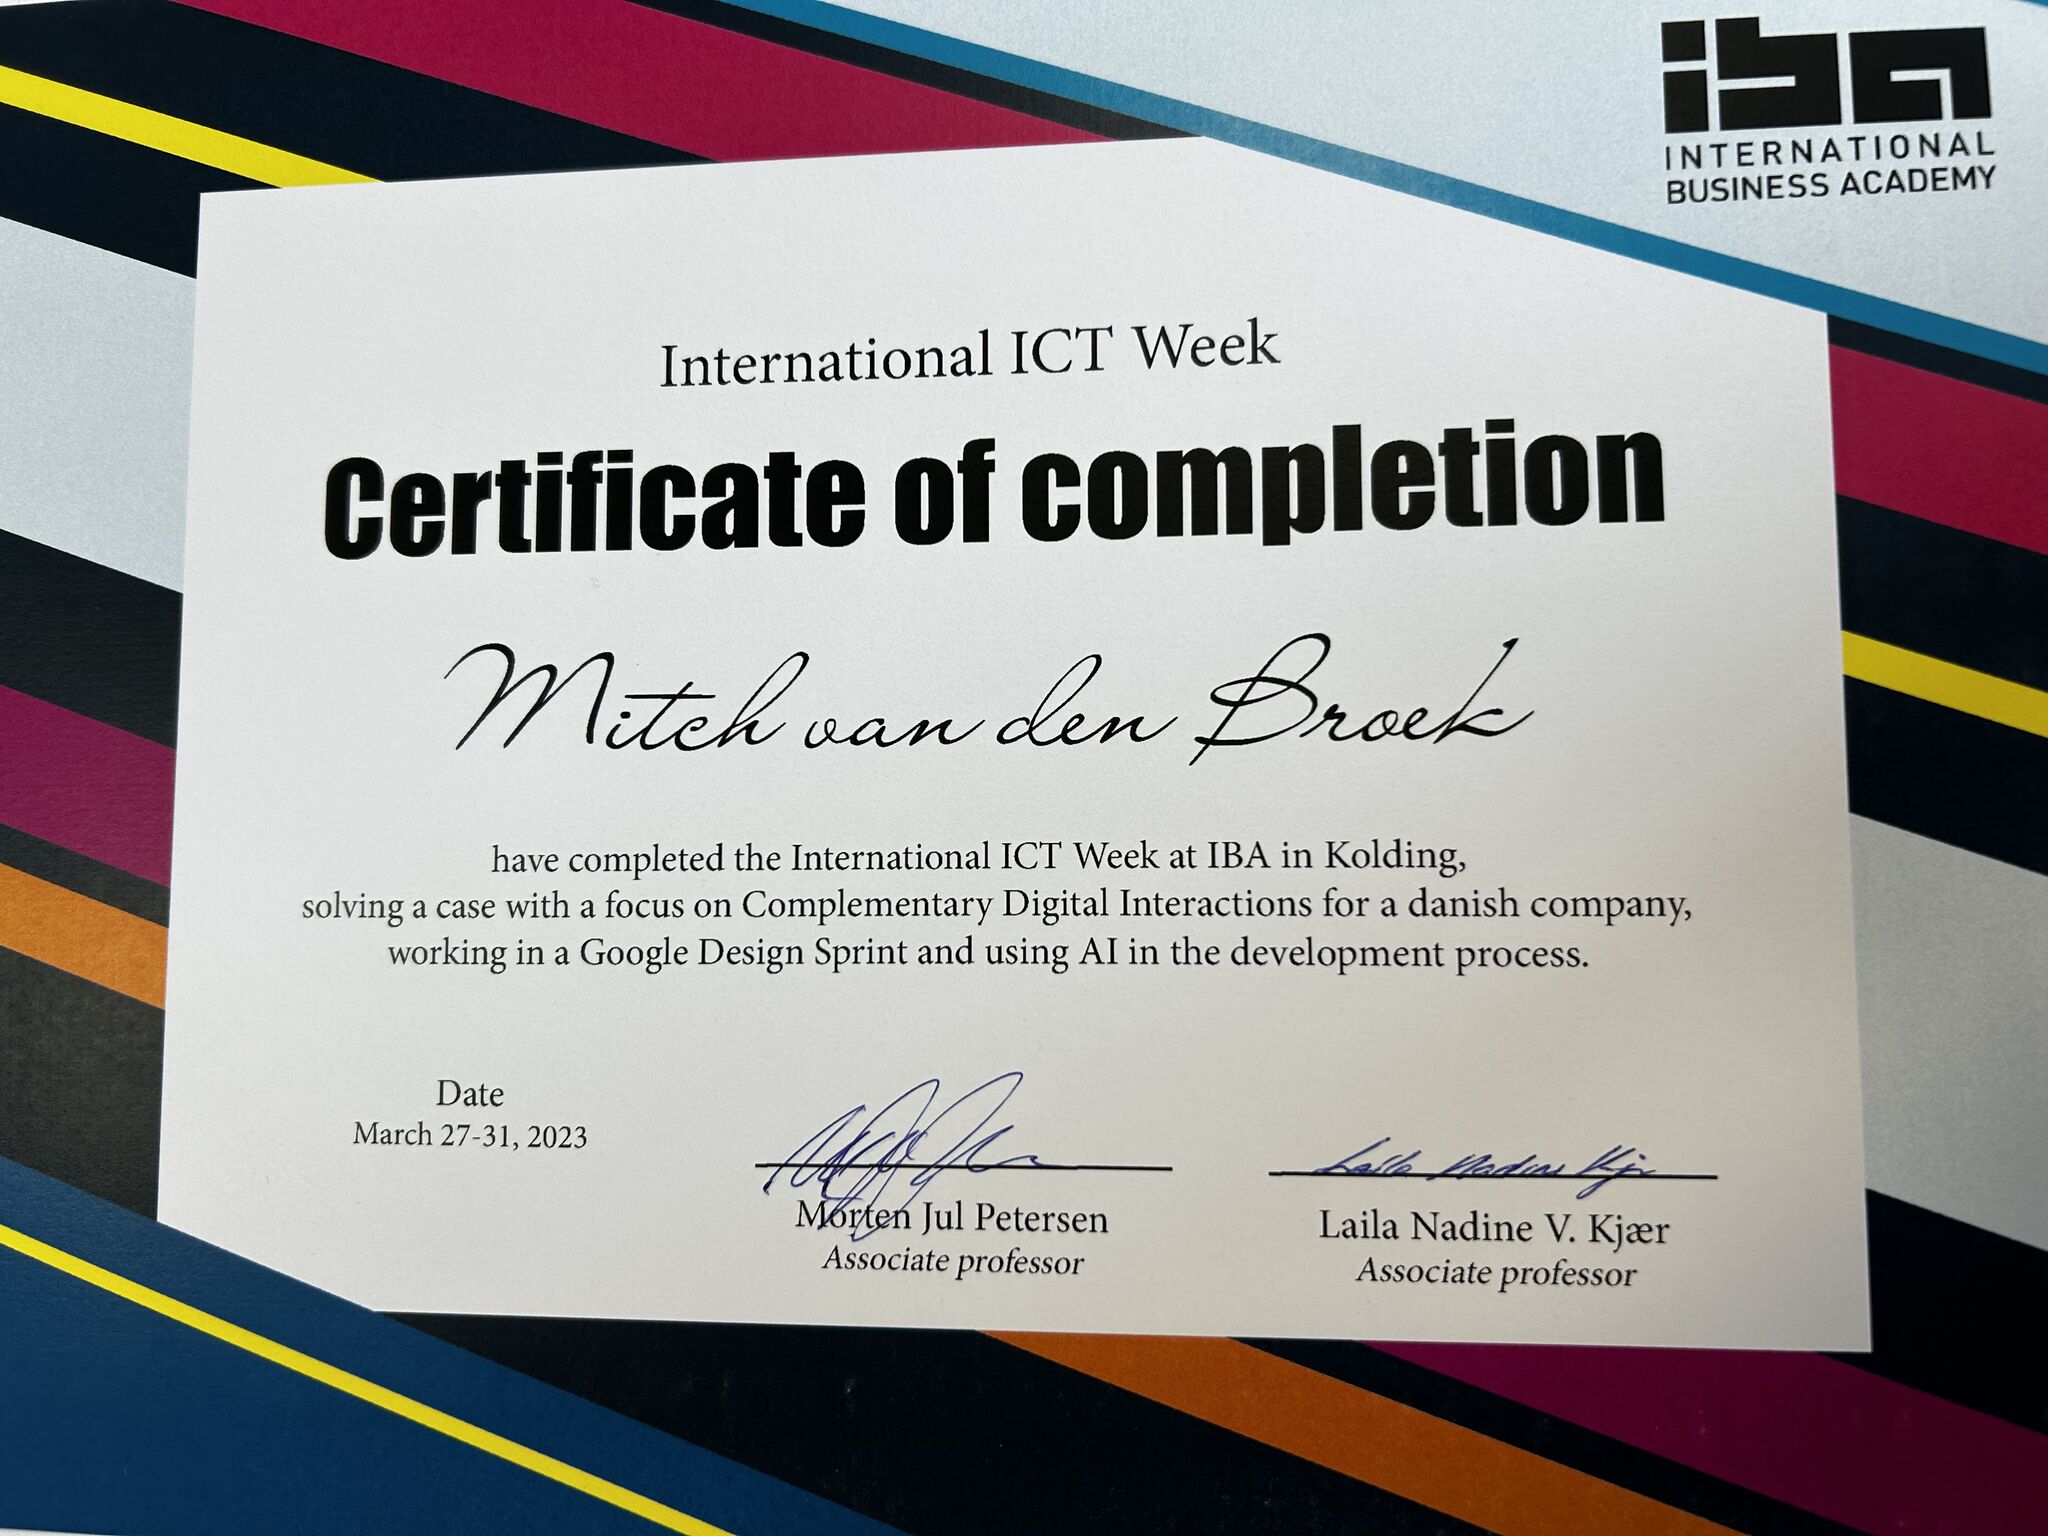 iba
INTERNATIONAL
BUSINESS ACADEMY
International ICT Week
Certificate of completion
Mitch van den Broek
have completed the International ICT Week at IBA in Kolding,
solving a case with a focus on Complementary Digital Interactions for a danish company,
working in a Google Design Sprint and using AI in the development process.
Date
March 27-31, 2023
Laila Nadine Kjr
Morten Jul Petersen
Associate professor
Laila Nadine V. Kjær
Associate professor